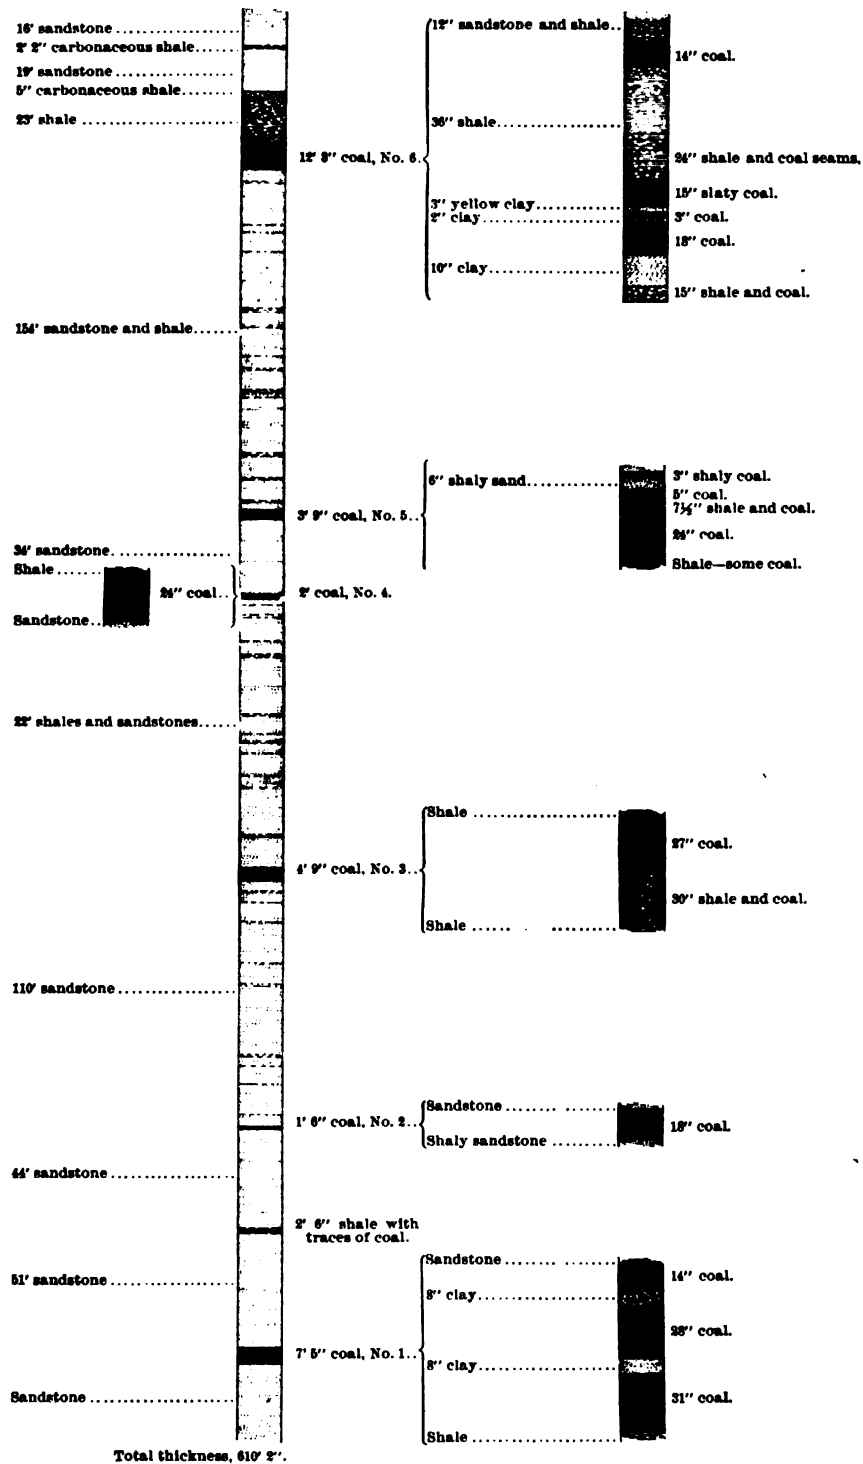 16' sandstone
2' 2'' carbonaceous shale
19' sandstone
5'' carbonaceous shale
23' shale
154' sandstone and shale
34' sandstone
Shale
24'' coal
Sandstone
22' shales and sandstones
110' sandstone
44' sandstone
51' sandstone
Sandstone
12' 3'' coal, No. 6.
3' 9'' coal, No. 5.
2' coal, No. 4.
4' 9'' coal, No. 3.
1' 6'' coal, No. 2.
2' 6'' shale with
traces of coal.
7' 5'' coal, No. 1.
12'' sandstone and shale
36'' shale
3'' yellow clay
2'' clay
10'' clay
14'' coal.
24'' shale and coal seams,
15'' slaty coal.
3'' coal.
18'' coal.
15'' shale and coal.
6'' shaly sand
3'' shaly coal.
5'' coal.
7½'' shale and coal.
24'' coal.
Shale—some coal.
Shale
Shale
27'' coal.
30'' shale and coal.
Sandstone
Shaly sandstone
18'' coal.
Sandstone
8'' clay
8'' clay
Shale
14'' coal.
28'' coal.
31'' coal.
Total thickness, 610' 2''.